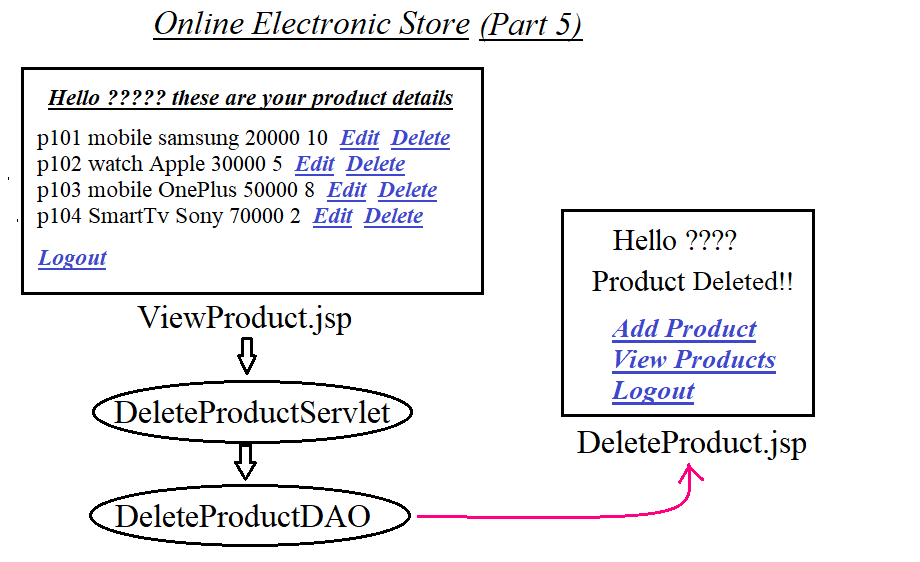 Online Electronic Store (Part 5)
Hello ????? these are your product details
p101 mobile samsung 20000 10 Edit Delete
p102 watch Apple 30000 5 Edit Delete
p103 mobile OnePlus 50000 8 Edit Delete
p104 SmartTv Sony 70000 2 Edit Delete
Logout
ViewProduct.jsp
DeleteProductServlet
DeleteProductDAO
Hello ????
Product Deleted!!
Add Product
View Products
Logout
DeleteProduct.jsp